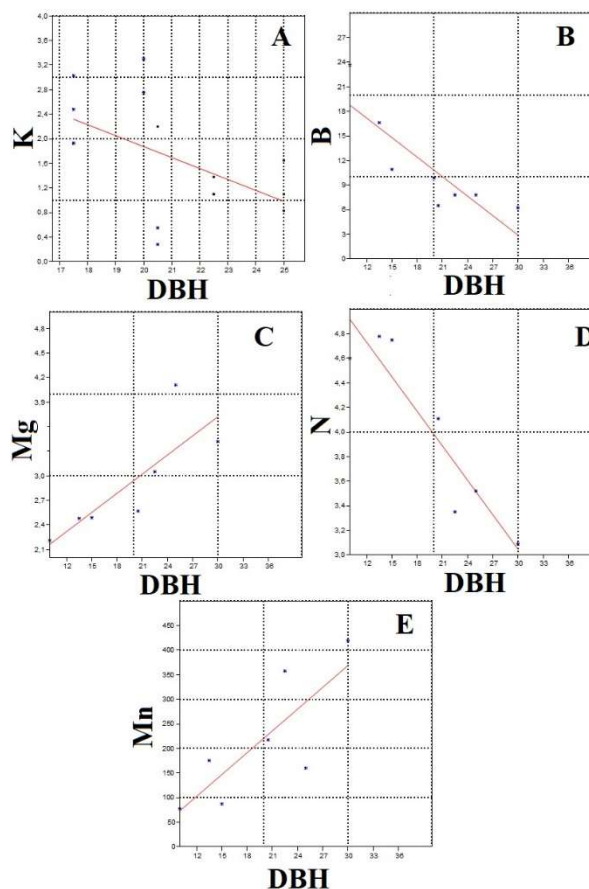 A
4,0
3,6
3,2
2,8
2,4
2,0
1,6
1,2
0,8
0,4
0,0
K
17 18 19 20 21 22 23 24 25 26
DBH
B
27
24
21
18
15
12
9
6
3
0
B
12 15 18 21 24 27 30 33 36
DBH
C
4,8
4,5
4,2
3,9
3,6
3,3
3,0
2,7
2,4
2,1
Mg
12 15 18 21 24 27 30 33 36
DBH
D
4,8
4,6
4,4
4,2
4,0
3,8
3,6
3,4
3,2
3,0
N
12 15 18 21 24 27 30 33 36
DBH
E
450
400
350
300
250
200
150
100
50
0
Mn
12 15 18 21 24 27 30 33 36
DBH